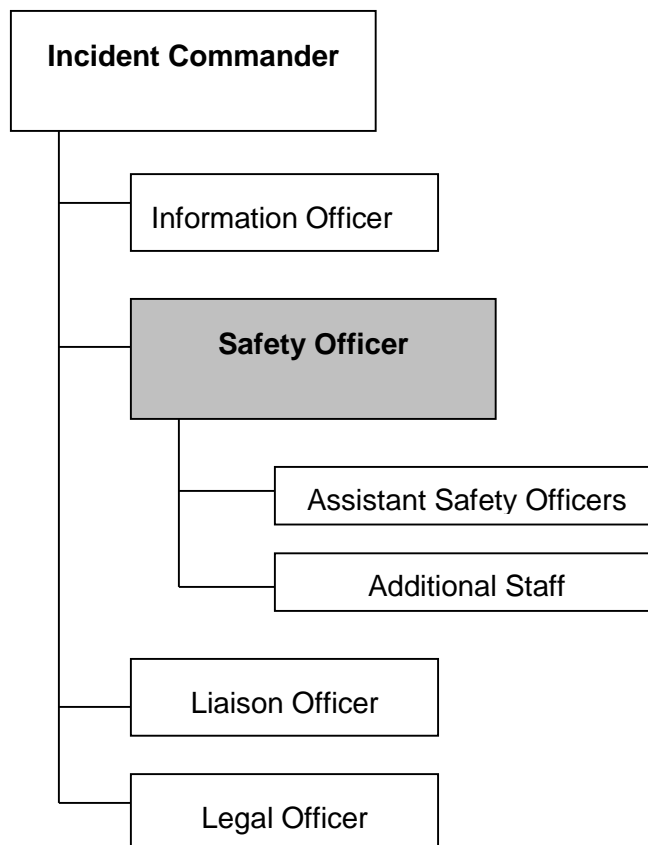 Incident Commander
Information Officer
Safety Officer
Assistant Safety Officers
Additional Staff
Liaison Officer
Legal Officer